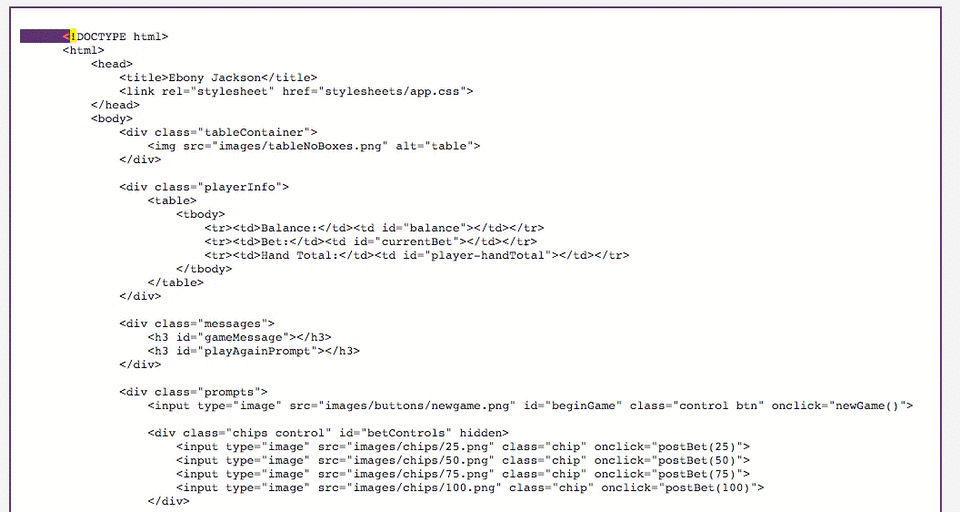 <!DOCTYPE html>
<html>
<head>
<title>Ebony Jackson</title>
<link rel="stylesheet" href="stylesheets/app.css">
</head>
<body>
<div class="tableContainer">
<img src="images/tableNoBoxes.png" alt="table">
</div>
<div class="playerInfo">
<table>
<tbody>
<tr><td>Balance:</td><td id="balance"></td></tr>
<tr><td>Bet:</td><td id="currentBet"></td></tr>
<tr><td>Hand Total:</td><td id="player-handTotal"></td></tr>
</tbody>
</table>
</div>
<div class="messages">
<h3 id="gameMessage"></h3>
<h3 id="playAgainPrompt"></h3>
</div>
<div class="prompts">
<input type="image" src="images/buttons/newgame.png" id="beginGame" class="control btn" onclick="newGame()">
<div class="chips control" id="betControls" hidden>
<input type="image" src="images/chips/25.png" class="chip" onclick="postBet(25)">
<input type="image" src="images/chips/50.png" class="chip" onclick="postBet(50)">
<input type="image" src="images/chips/75.png" class="chip" onclick="postBet(75)">
<input type="image" src="images/chips/100.png" class="chip" onclick="postBet(100)">
</div>